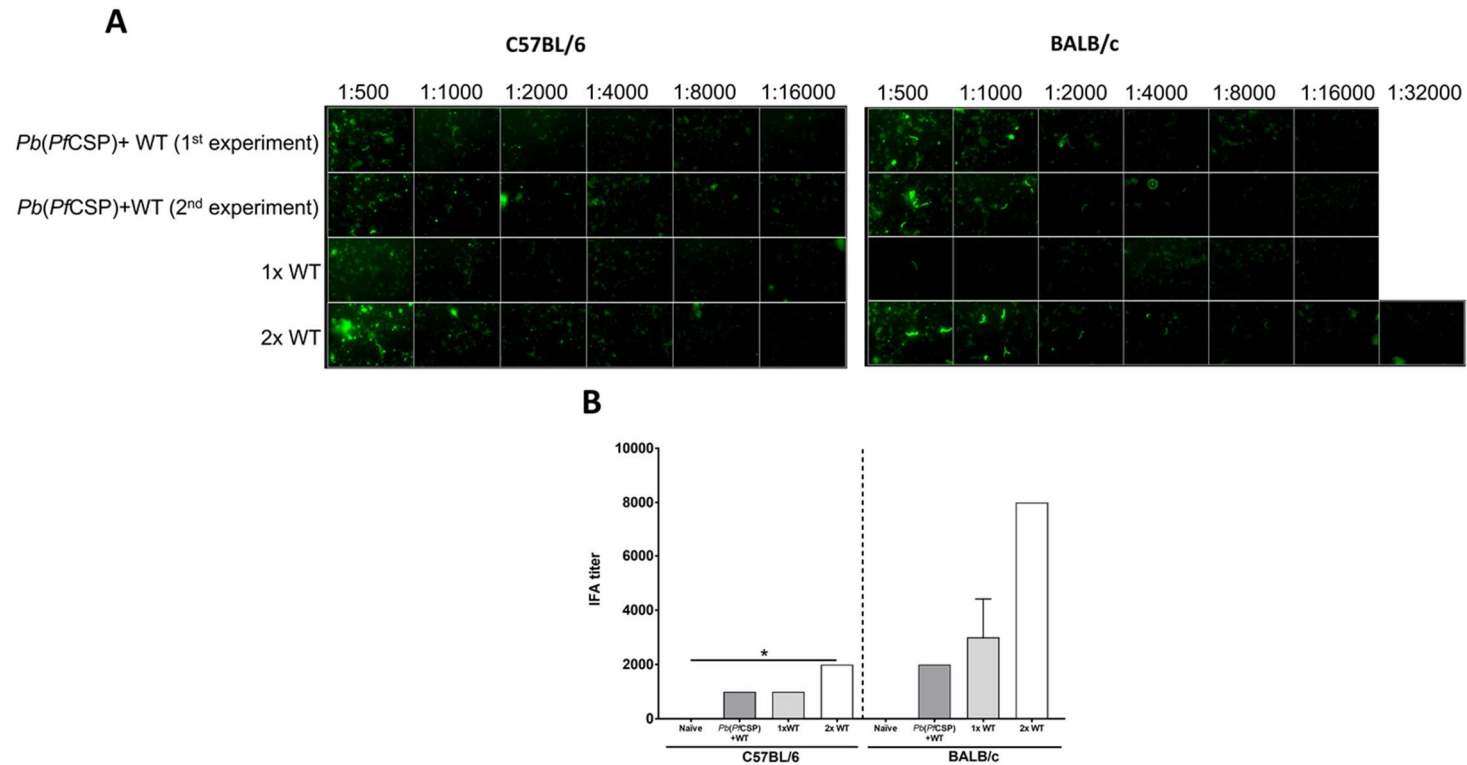 A
C57BL/6 BALB/c
1:500 1:1000 1:2000 1:4000 1:8000 1:16000 1:500 1:1000 1:2000 1:4000 1:8000 1:16000 1:32000
Pb(PfCSP)+ WT (1st experiment)
Pb(PfCSP)+WT (2nd experiment)
1x WT
2x WT
B
10000
8000
6000
4000
2000
0
IFA titer
*
Naïve Pb(PfCSP) 1xWT 2x WT Naïve Pb(PfCSP) 1x WT 2x WT
+WT +WT
C57BL/6 BALB/c